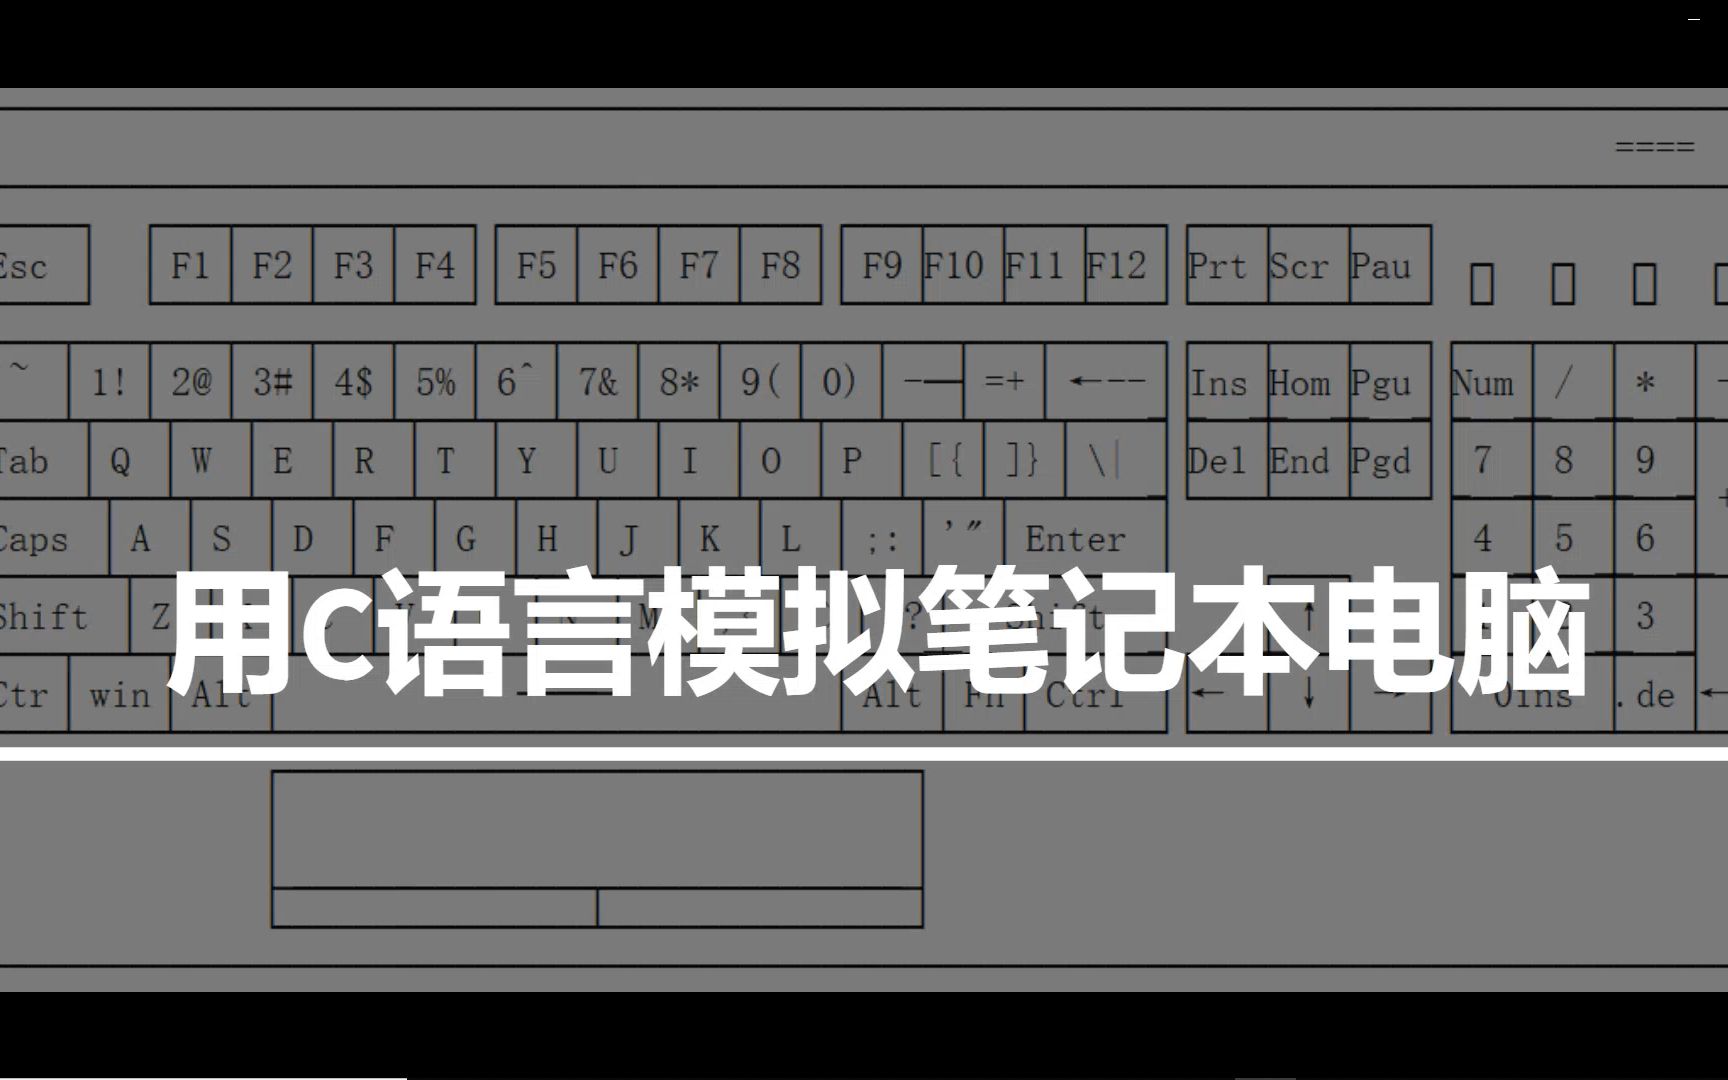 ====
Esc F1 F2 F3 F4 F5 F6 F7 F8 F9 F10 F11 F12 Prt Scr Pau
~ 1! 2@ 3# 4$ 5% 6^ 7& 8* 9( 0) -— =+ ←-- Ins Hom Pgu Num / *
Tab Q W E R T Y U I O P [{ ]} \| Del End Pgd 7 8 9
Caps A S D F G H J K L ;: '" Enter 4 5 6
Shift Z M ? Shift ↑ 3
用C语言模拟笔记本电脑
Ctr win Alt Alt Fn Ctrl ← ↓ → 0ins .de ←